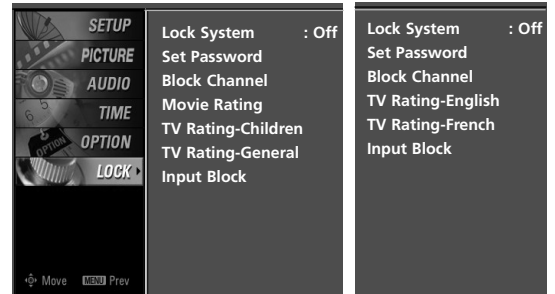 SETUP
PICTURE
AUDIO
TIME
OPTION
LOCK
Move MENU Prev
Lock System : Off
Set Password
Block Channel
Movie Rating
TV Rating-Children
TV Rating-General
Input Block
Lock System : Off
Set Password
Block Channel
TV Rating-English
TV Rating-French
Input Block